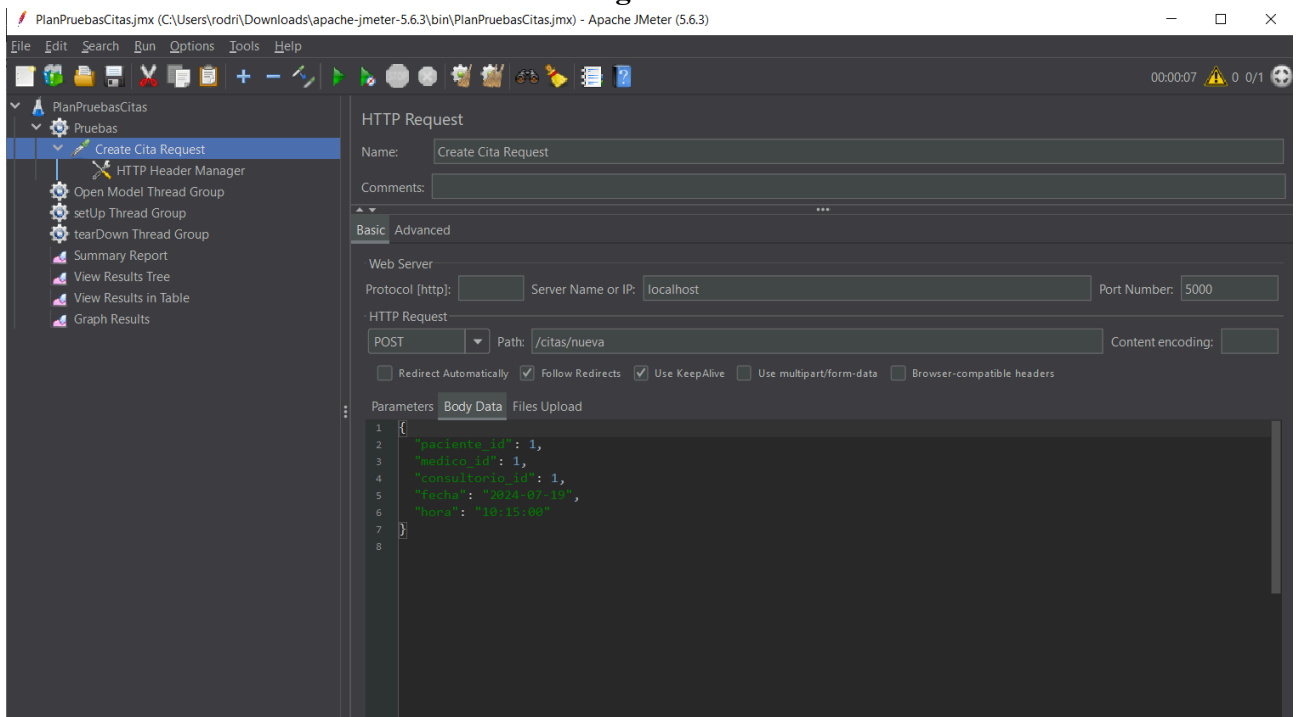 PlanPruebasCitas.jmx (C:\Users\rodri\Downloads\apache-jmeter-5.6.3\bin\PlanPruebasCitas.jmx) - Apache JMeter (5.6.3)
File Edit Search Run Options Tools Help
00:00:07 0 0/1
PlanPruebasCitas
Pruebas
Create Cita Request
HTTP Header Manager
Open Model Thread Group
setUp Thread Group
tearDown Thread Group
Summary Report
View Results Tree
View Results in Table
Graph Results
HTTP Request
Name: Create Cita Request
Comments:
Basic Advanced
Web Server
Protocol [http]: Server Name or IP: localhost Port Number: 5000
HTTP Request
POST Path: /citas/nueva Content encoding:
Redirect Automatically Follow Redirects Use KeepAlive Use multipart/form-data Browser-compatible headers
Parameters Body Data Files Upload
1 {
2 "paciente_id": 1,
3 "medico_id": 1,
4 "consultorio_id": 1,
5 "fecha": "2024-07-19",
6 "hora": "10:15:00"
7 }
8